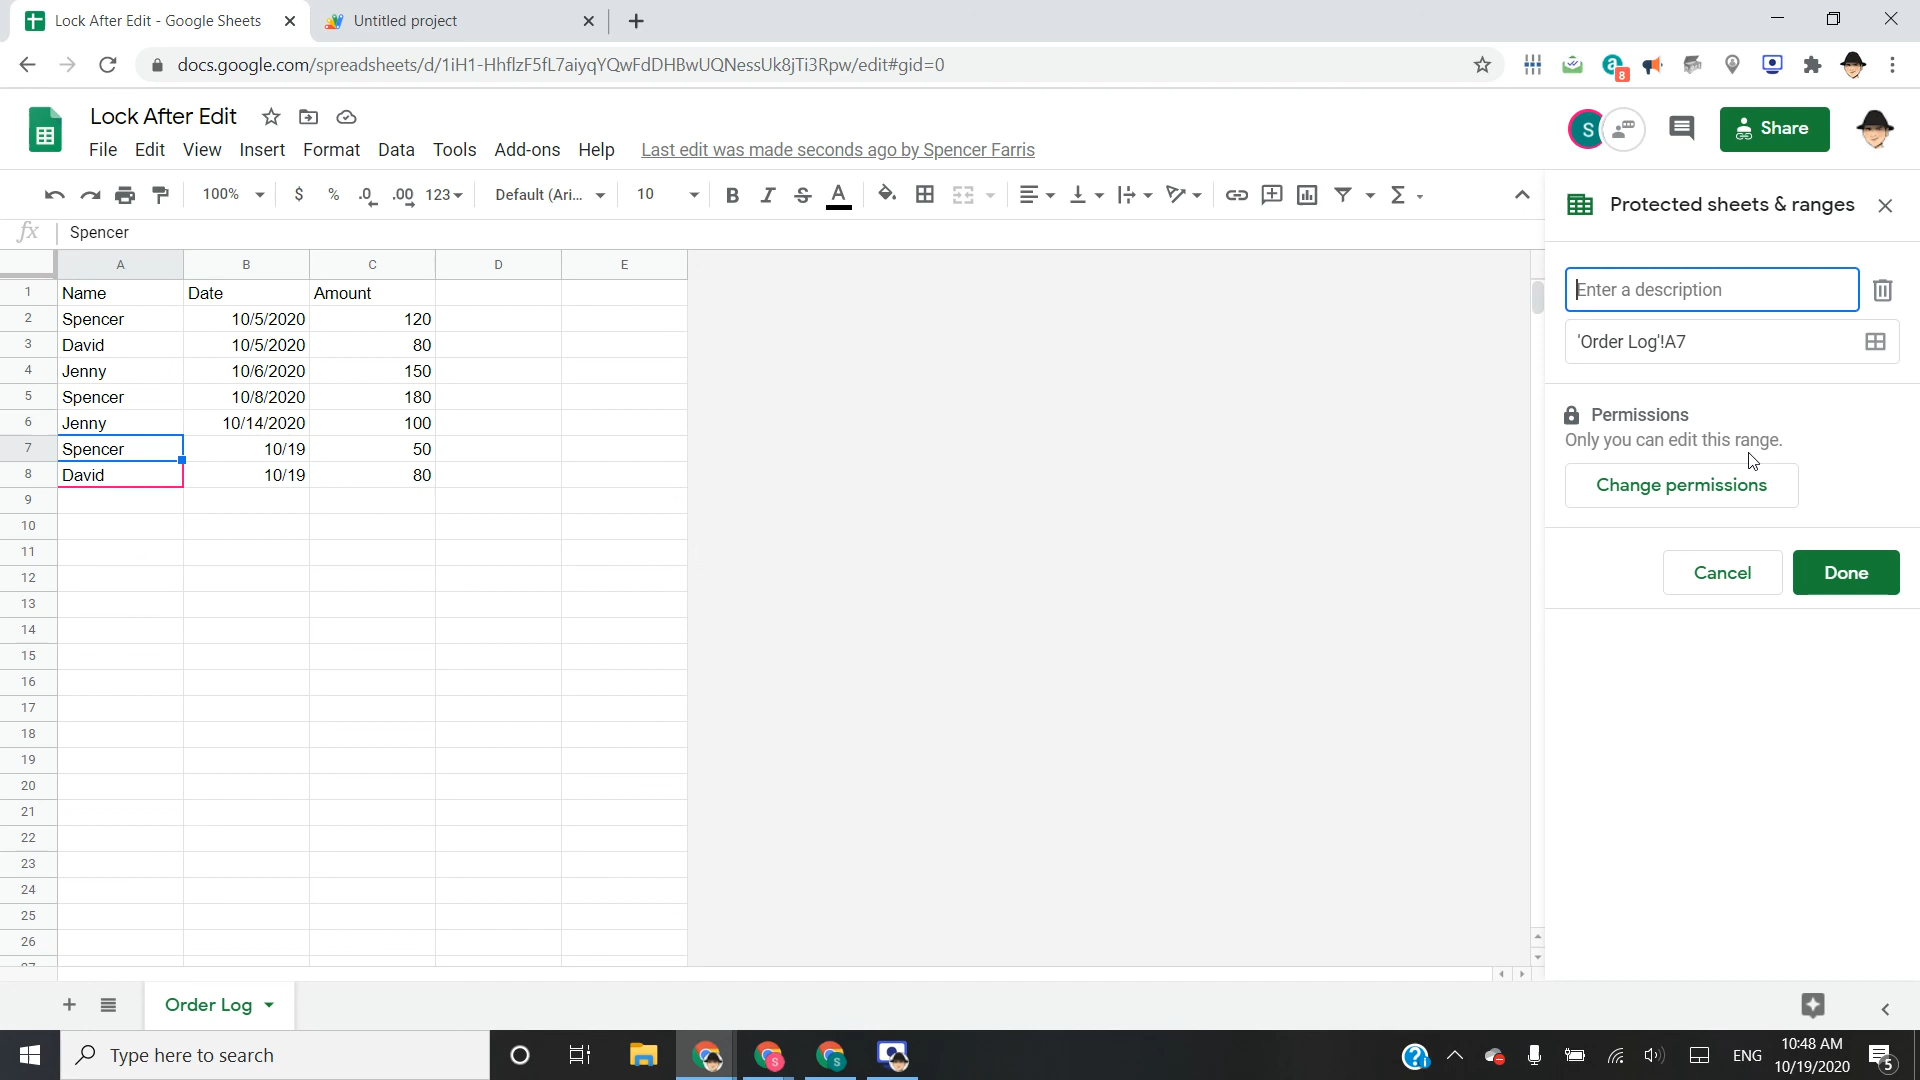 Lock After Edit - Google Sheets
Untitled project
docs.google.com/spreadsheets/d/1iH1-HhflzF5fL7aiyqYQwFdDHBwUQNessUk8jTi3Rpw/edit#gid=0
8
Lock After Edit
S
Share
File Edit View Insert Format Data Tools Add-ons Help Last edit was made seconds ago by Spencer Farris
100% $ % .0 .00 123 Default (Ari... 10 B I S A Σ
Protected sheets & ranges
fx Spencer
A B C D E
1 Name Date Amount
2 Spencer 10/5/2020 120
3 David 10/5/2020 80
4 Jenny 10/6/2020 150
5 Spencer 10/8/2020 180
6 Jenny 10/14/2020 100
7 Spencer 10/19 50
8 David 10/19 80
9
10
11
12
13
14
15
16
17
18
19
20
21
22
23
24
25
26
27
Enter a description
'Order Log'!A7
Permissions
Only you can edit this range.
Change permissions
Cancel Done
Order Log
Type here to search
S
S
ENG
10:48 AM
10/19/2020
5